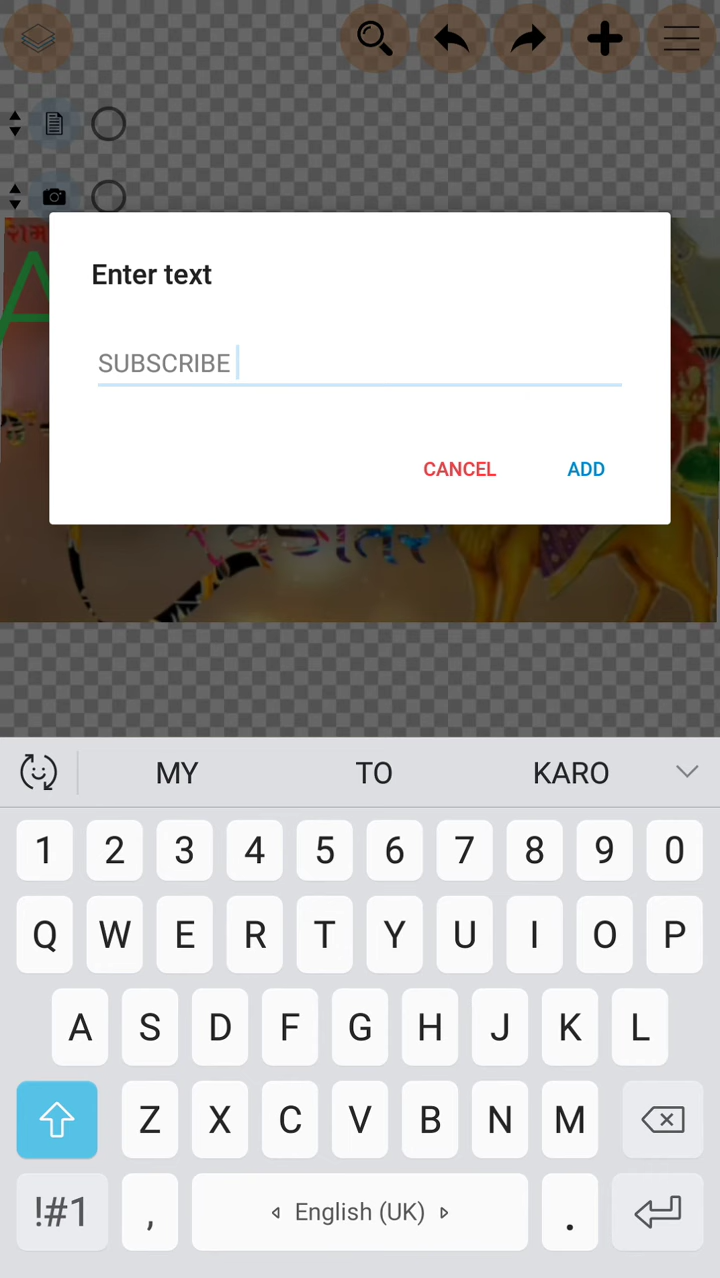 A
Enter text
SUBSCRIBE
CANCEL ADD
MY TO KARO
1 2 3 4 5 6 7 8 9 0
Q W E R T Y U I O P
A S D F G H J K L
Z X C V B N M
!#1 , English (UK) .